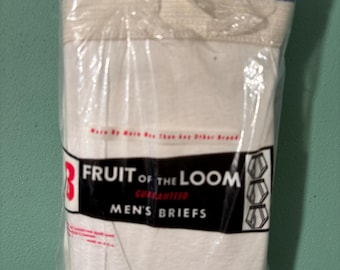 Worn By More Men Than Any Other Brand
3 FRUIT OF THE LOOM
GUARANTEED
MEN'S BRIEFS